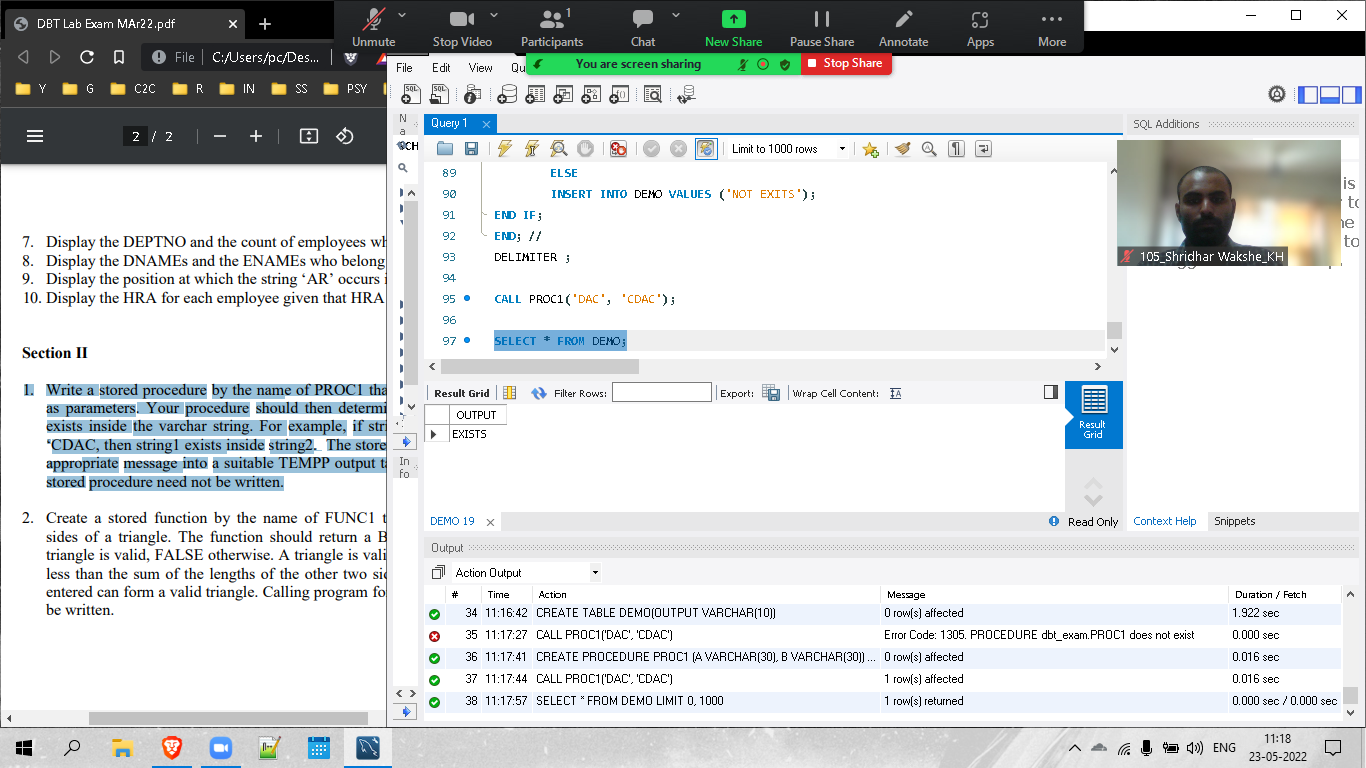 DBT Lab Exam MAr22.pdf
Unmute
Stop Video
1
Participants
Chat
New Share
Pause Share
Annotate
Apps
More
You are screen sharing
Stop Share
File
C:/Users/pc/Des...
File Edit View Qu
Y G C2C R IN SS PSY
2 / 2
Query 1
SQL Additions
Limit to 1000 rows
89 ELSE
90 INSERT INTO DEMO VALUES ('NOT EXITS');
91 END IF;
92 END; //
93 DELIMITER ;
94
95 CALL PROC1('DAC', 'CDAC');
96
97 SELECT * FROM DEMO;
105_Shridhar Wakshe_KH
7. Display the DEPTNO and the count of employees wh
8. Display the DNAMEs and the ENAMEs who belong
9. Display the position at which the string ‘AR’ occurs i
10. Display the HRA for each employee given that HRA
Section II
1. Write a stored procedure by the name of PROC1 tha
as parameters. Your procedure should then determi
exists inside the varchar string. For example, if stri
‘CDAC, then string1 exists inside string2. The store
appropriate message into a suitable TEMPP output ta
stored procedure need not be written.
2. Create a stored function by the name of FUNC1 t
sides of a triangle. The function should return a B
triangle is valid, FALSE otherwise. A triangle is vali
less than the sum of the lengths of the other two sid
entered can form a valid triangle. Calling program fo
be written.
Result Grid
Filter Rows:
Export:
Wrap Cell Content:
OUTPUT
EXISTS
Result
Grid
DEMO 19
Read Only
Context Help
Snippets
Output
Action Output
# Time Action Message Duration / Fetch
34 11:16:42 CREATE TABLE DEMO(OUTPUT VARCHAR(10)) 0 row(s) affected 1.922 sec
35 11:17:27 CALL PROC1('DAC', 'CDAC') Error Code: 1305. PROCEDURE dbt_exam.PROC1 does not exist 0.000 sec
36 11:17:41 CREATE PROCEDURE PROC1 (A VARCHAR(30), B VARCHAR(30)) ... 0 row(s) affected 0.016 sec
37 11:17:44 CALL PROC1('DAC', 'CDAC') 1 row(s) affected 0.016 sec
38 11:17:57 SELECT * FROM DEMO LIMIT 0, 1000 1 row(s) returned 0.000 sec / 0.000 sec
ENG
11:18
23-05-2022